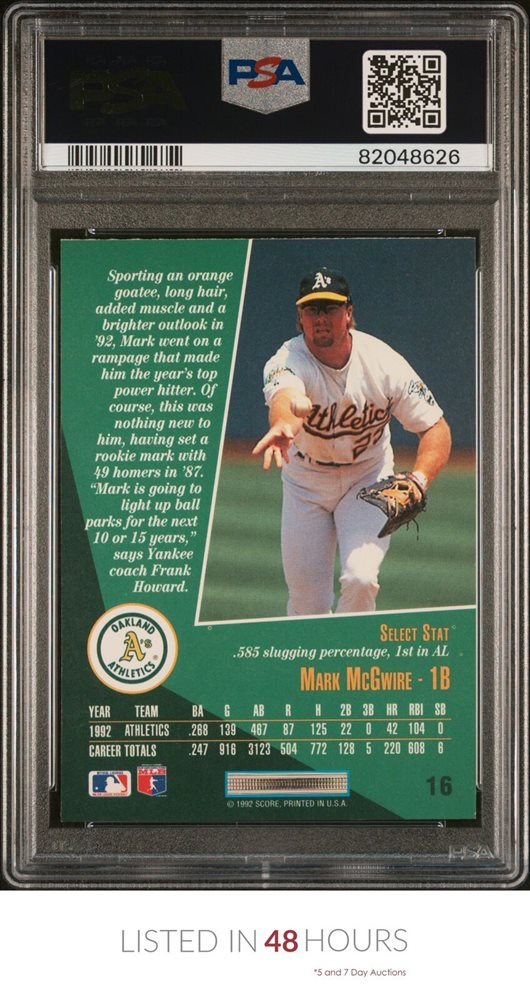 PSA
82048626
Sporting an orange
goatee, long hair,
added muscle and a
brighter outlook in
'92, Mark went on a
rampage that made
him the year's top
power hitter. Of
course, this was
nothing new to
him, having set a
rookie mark with
49 homers in '87.
"Mark is going to
light up ball
parks for the next
10 or 15 years,"
says Yankee
coach Frank
Howard.
A's
Athletics
25
OAKLAND
A's
ATHLETICS
SELECT STAT
.585 slugging percentage, 1st in AL
MARK MCGWIRE - 1B
YEAR TEAM BA G AB R H 2B 3B HR RBI SB
1992 ATHLETICS .268 139 467 87 125 22 0 42 104 0
CAREER TOTALS .247 916 3123 504 772 128 5 220 608 6
16
© 1992 SCORE, PRINTED IN U.S.A.
PSA
LISTED IN 48 HOURS
*5 and 7 Day Auctions